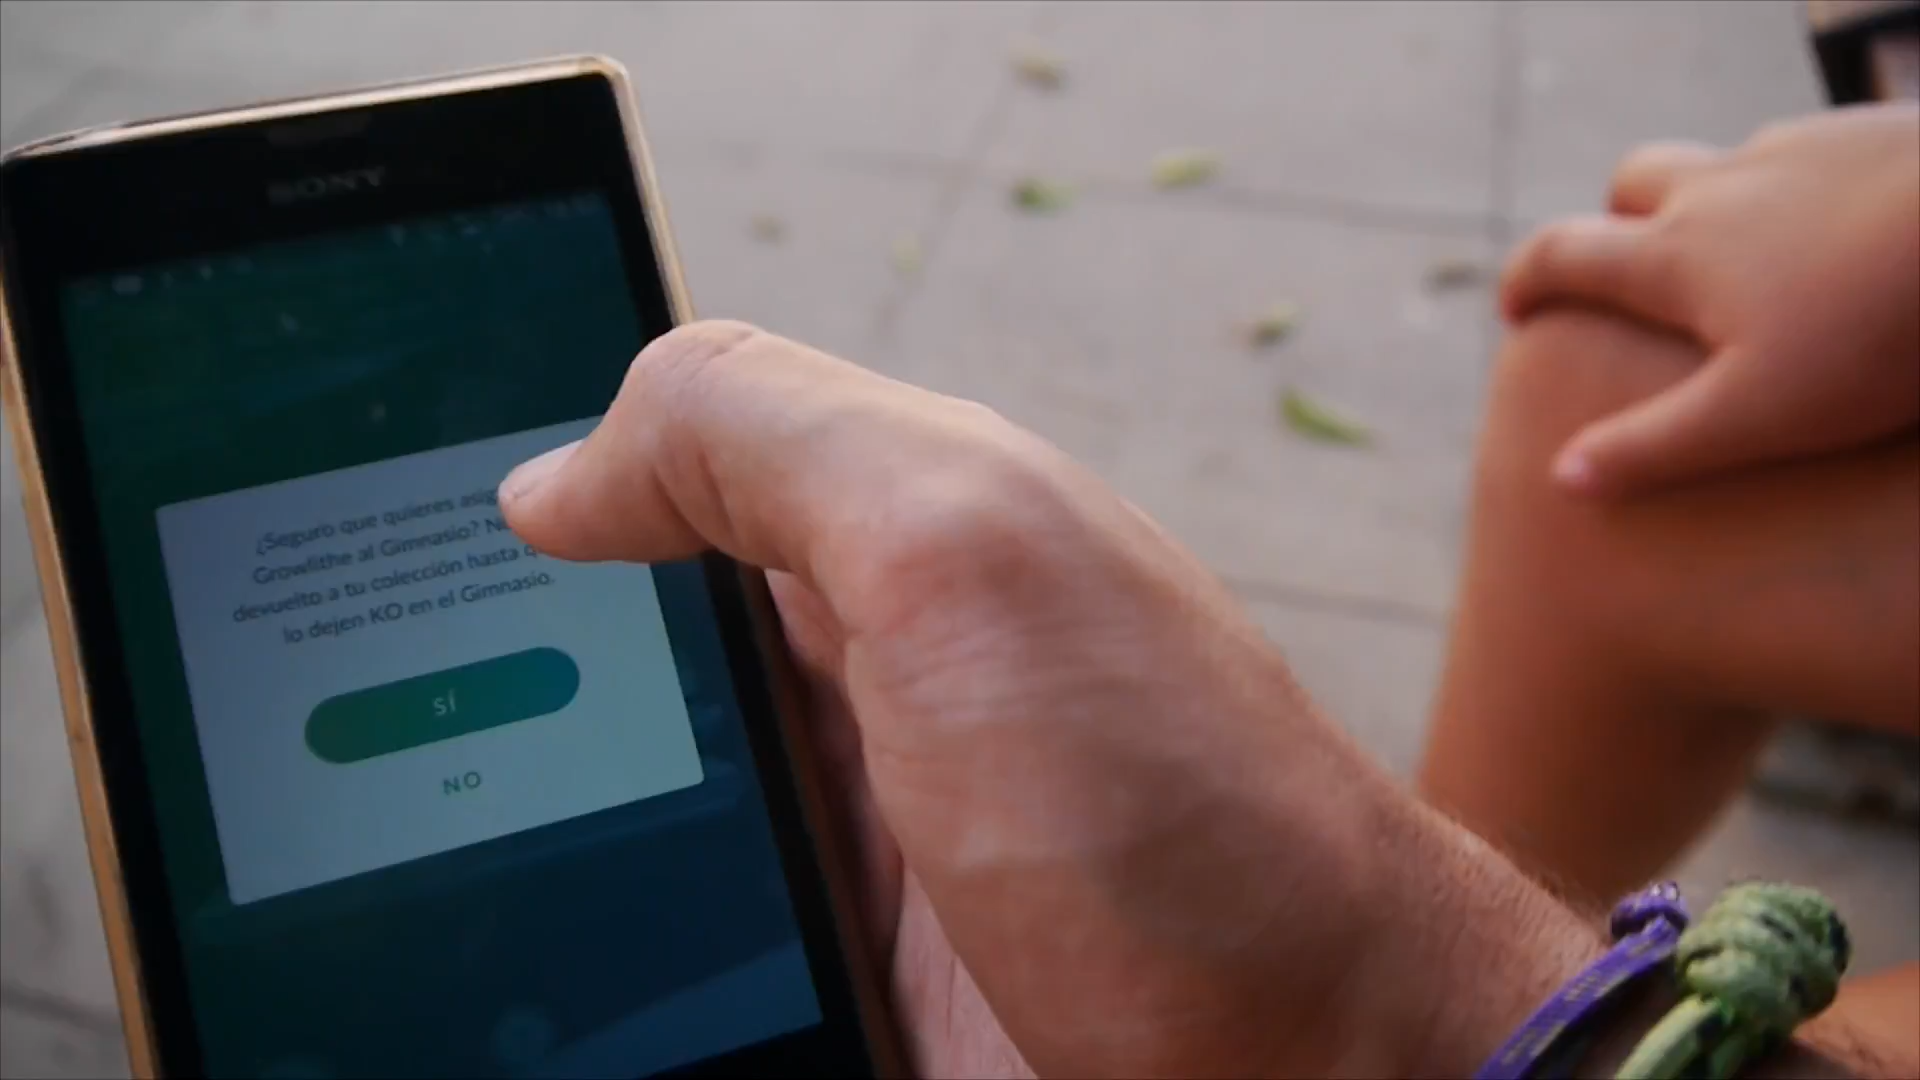 SONY
¿Seguro que quieres
Growlithe al Gimnasio?
devuelto a tu colección hasta
lo dejen KO en el Gimnasio.
SÍ
NO